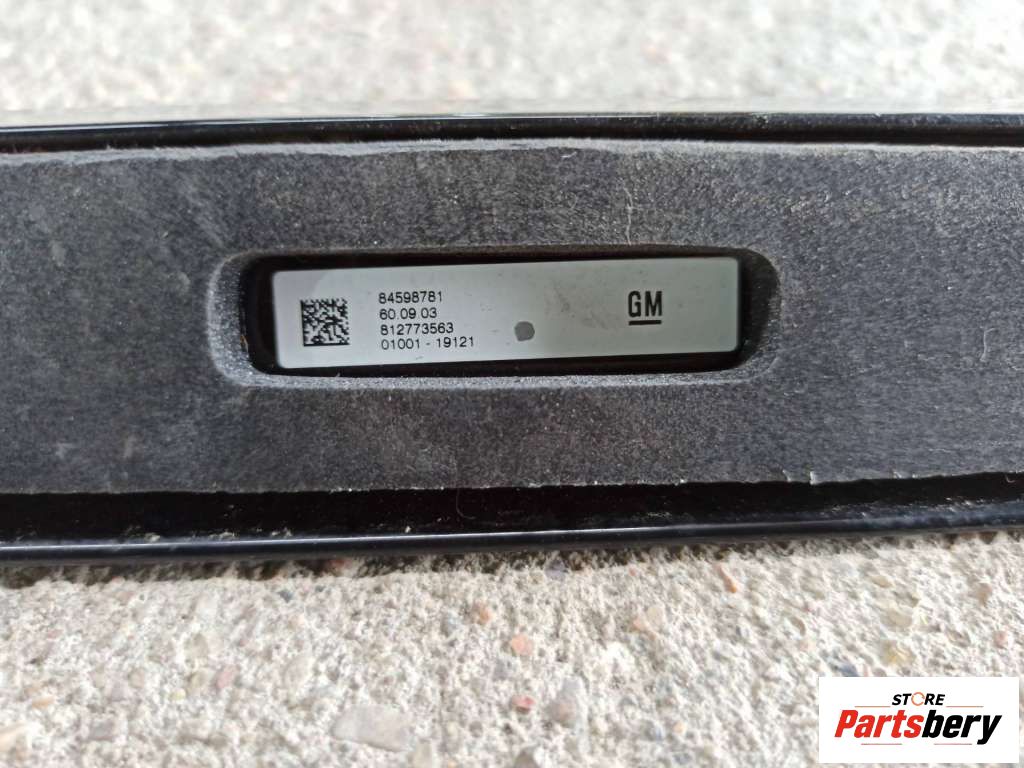 84598781
60.09.03
812773563
01001 - 19121
GM
STORE
Partsbery